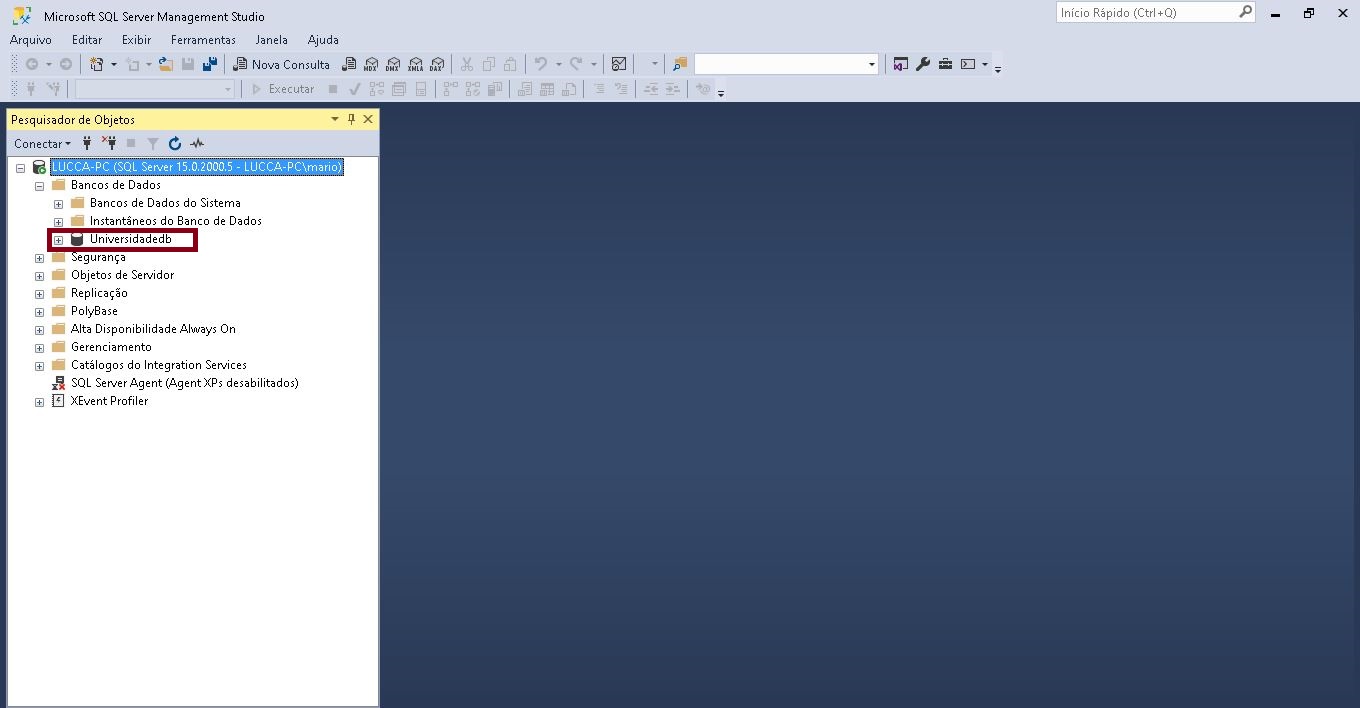 Microsoft SQL Server Management Studio
Início Rápido (Ctrl+Q)
Arquivo Editar Exibir Ferramentas Janela Ajuda
Nova Consulta MDX DMX XMLA DAX
Executar
Pesquisador de Objetos
Conectar
LUCCA-PC (SQL Server 15.0.2000.5 - LUCCA-PC\mario)
Bancos de Dados
Bancos de Dados do Sistema
Instantâneos do Banco de Dados
Universidadedb
Segurança
Objetos de Servidor
Replicação
PolyBase
Alta Disponibilidade Always On
Gerenciamento
Catálogos do Integration Services
SQL Server Agent (Agent XPs desabilitados)
XEvent Profiler